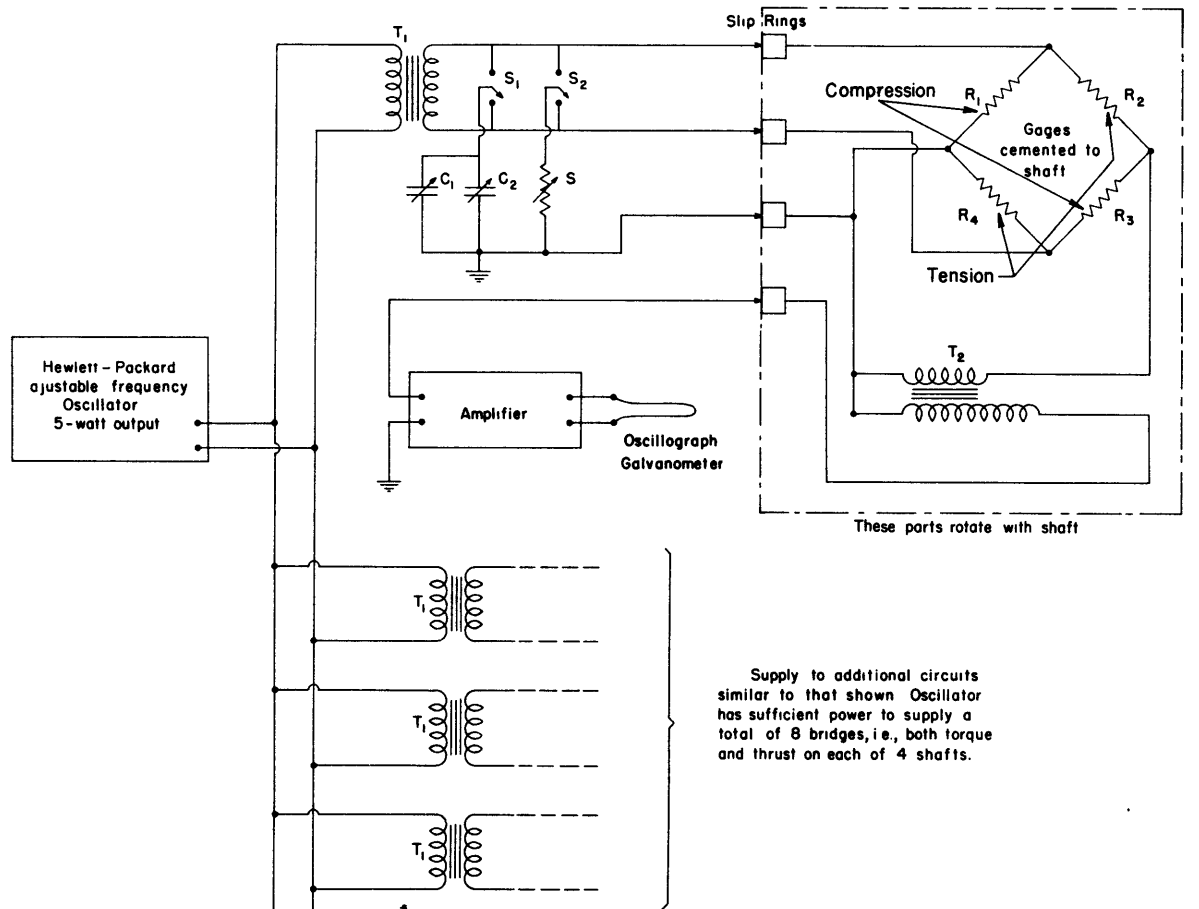 Slip Rings
T1
S1
S2
C1
C2
S
Compression
R1
R2
Gages
cemented to
shaft
R4
R3
Tension
T2
Hewlett-Packard
ajustable frequency
Oscillator
5-watt output
Amplifier
Oscillograph
Galvanometer
These parts rotate with shaft
T1
T1
T1
Supply to additional circuits
similar to that shown Oscillator
has sufficient power to supply a
total of 8 bridges, i e., both torque
and thrust on each of 4 shafts.